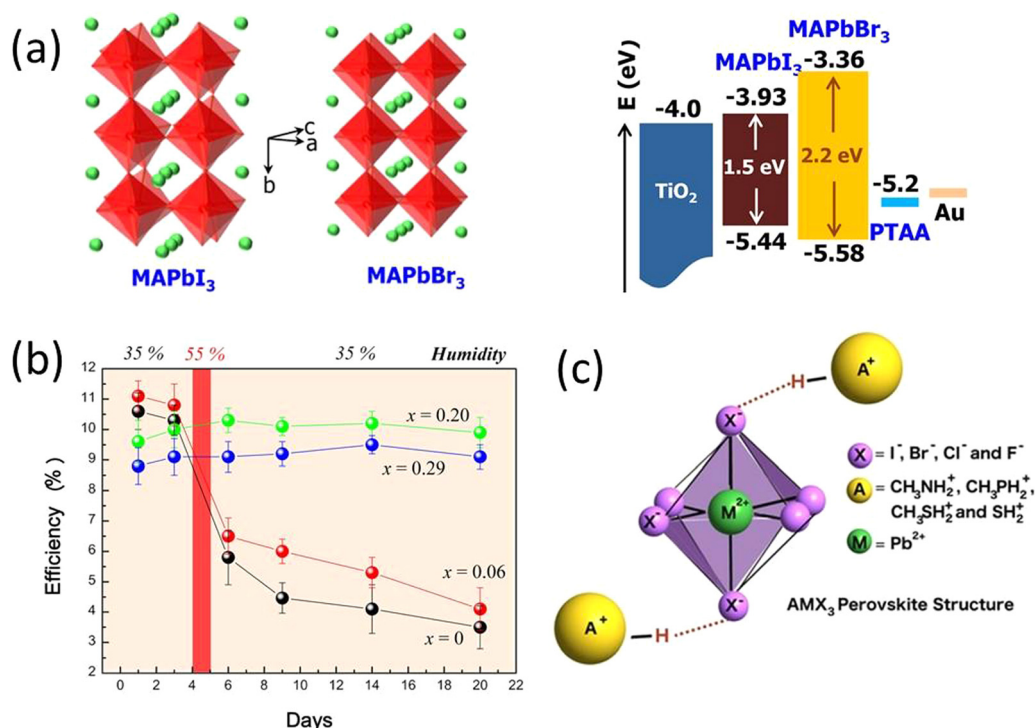 (a)
MAPbI₃
MAPbBr₃
c
a
b
E (eV)
MAPbBr₃
-3.36
MAPbI₃
-3.93
-4.0
1.5 eV
2.2 eV
TiO₂
-5.2
Au
PTAA
-5.44
-5.58
(b)
35 % 55 % 35 % Humidity
Efficiency (%)
12
11
10
9
8
7
6
5
4
3
2
x = 0.20
x = 0.29
x = 0.06
x = 0
0 2 4 6 8 10 12 14 16 18 20 22
Days
(c)
A⁺
H
X⁻
M²⁺
X⁻
X⁻
A⁺
H
X = I⁻, Br⁻, Cl⁻ and F⁻
A = CH₃NH₂⁺, CH₃PH₂⁺,
CH₃SH₂⁺ and SH₂⁺
M = Pb²⁺
AMX₃ Perovskite Structure